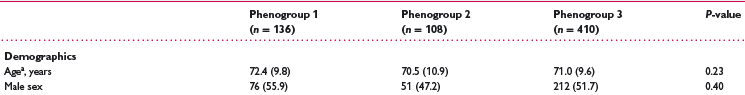 Phenogroup 1 Phenogroup 2 Phenogroup 3 P-value
(n = 136) (n = 108) (n = 410)
Demographics
Ageª, years 72.4 (9.8) 70.5 (10.9) 71.0 (9.6) 0.23
Male sex 76 (55.9) 51 (47.2) 212 (51.7) 0.40